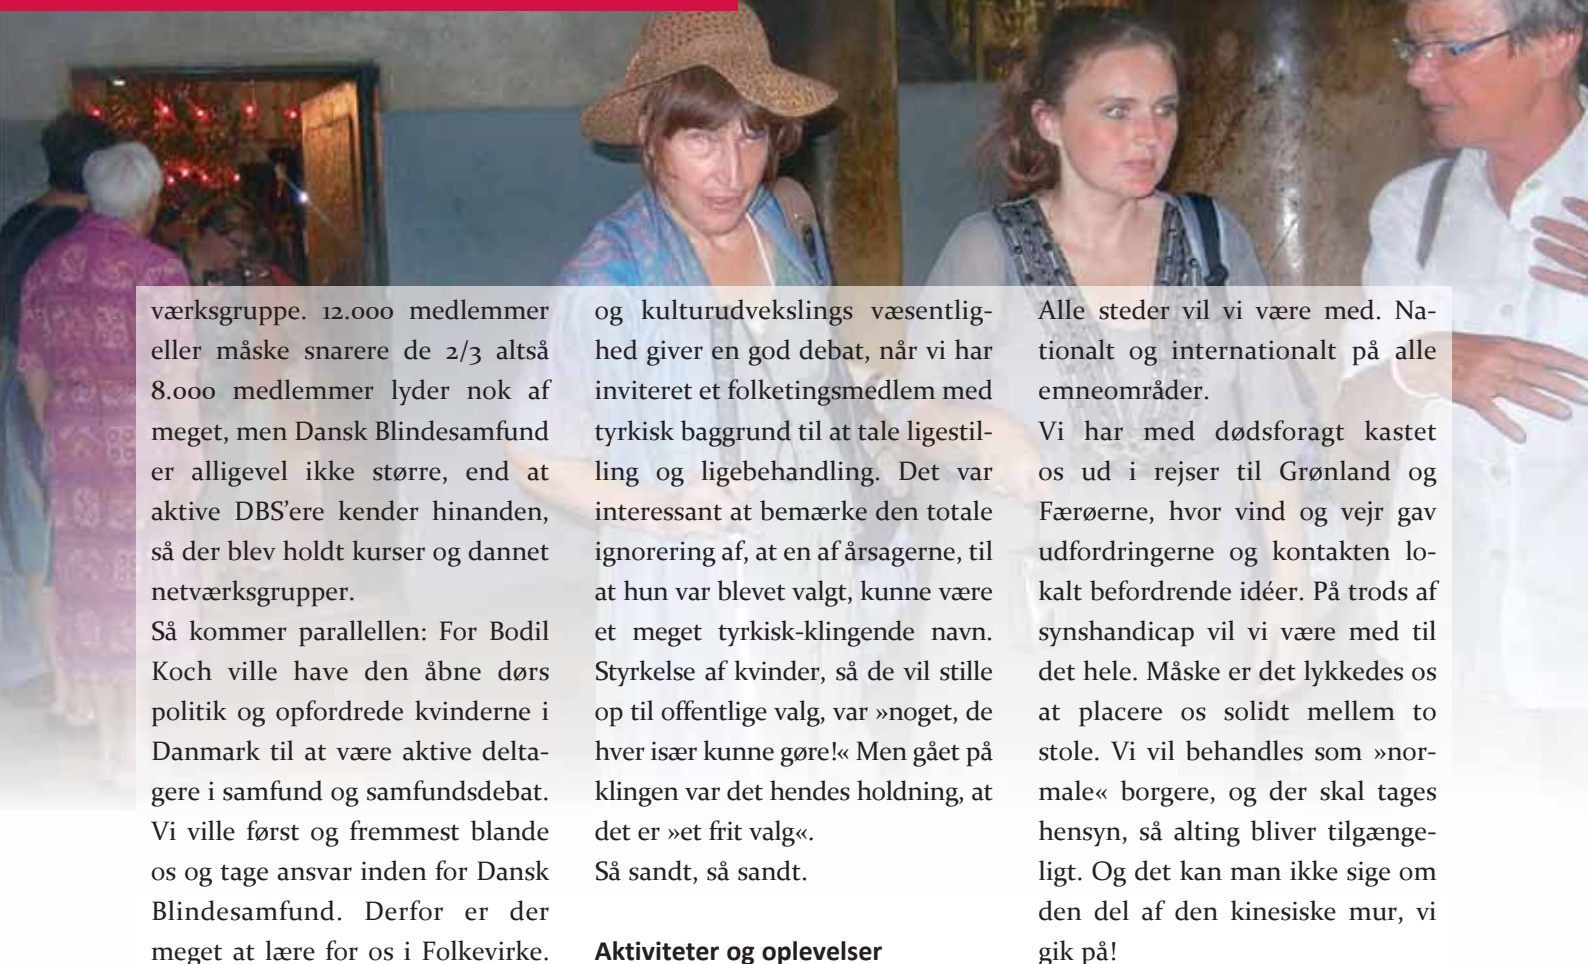 værksgruppe. 12.000 medlemmer
eller måske snarere de 2/3 altså
8.000 medlemmer lyder nok af
meget, men Dansk Blindesamfund
er alligevel ikke større, end at
aktive DBS’ere kender hinanden,
så der blev holdt kurser og dannet
netværksgrupper.
Så kommer parallellen: For Bodil
Koch ville have den åbne dørs
politik og opfordrede kvinderne i
Danmark til at være aktive delta-
gere i samfund og samfundsdebat.
Vi ville først og fremmest blande
os og tage ansvar inden for Dansk
Blindesamfund. Derfor er der
meget at lære for os i Folkevirke.
og kulturudvekslings væsentlig-
hed giver en god debat, når vi har
inviteret et folketingsmedlem med
tyrkisk baggrund til at tale ligestil-
ling og ligebehandling. Det var
interessant at bemærke den totale
ignorering af, at en af årsagerne, til
at hun var blevet valgt, kunne være
et meget tyrkisk-klingende navn.
Styrkelse af kvinder, så de vil stille
op til offentlige valg, var »noget, de
hver især kunne gøre!« Men gået på
klingen var det hendes holdning, at
det er »et frit valg«.
Så sandt, så sandt.
Aktiviteter og oplevelser
Alle steder vil vi være med. Na-
tionalt og internationalt på alle
emneområder.
Vi har med dødsforagt kastet
os ud i rejser til Grønland og
Færøerne, hvor vind og vejr gav
udfordringerne og kontakten lo-
kalt befordrende idéer. På trods af
synshandicap vil vi være med til
det hele. Måske er det lykkedes os
at placere os solidt mellem to
stole. Vi vil behandles som »nor-
male« borgere, og der skal tages
hensyn, så alting bliver tilgænge-
ligt. Og det kan man ikke sige om
den del af den kinesiske mur, vi
gik på!